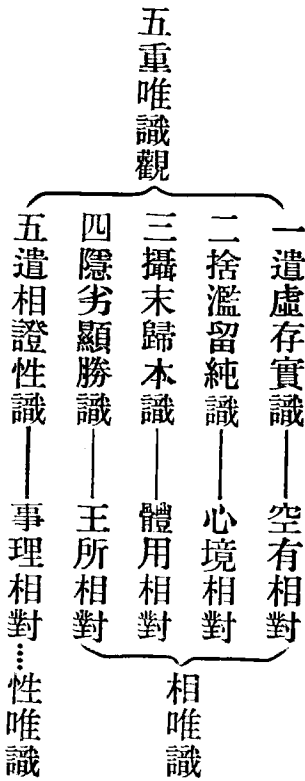 五重唯識觀
一遣虛存實識——空有相對
二捨濫留純識——心境相對
三攝末歸本識——體用相對
四隱劣顯勝識——王所相對
相唯識
五遣相證性識——事理相對……性唯識